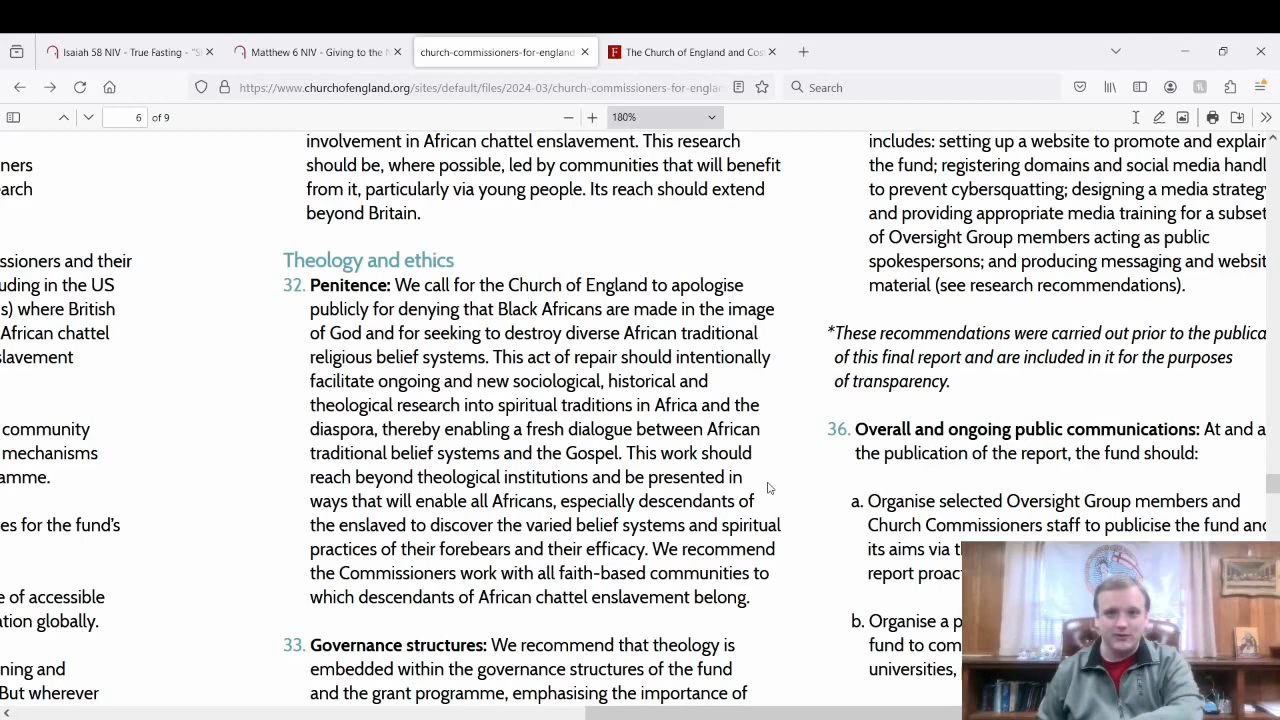 Isaiah 58 NIV - True Fasting - "S
Matthew 6 NIV - Giving to the N
church-commissioners-for-england
The Church of England and Cos
https://www.churchofengland.org/sites/default/files/2024-03/church-commissioners-for-englan
Search
6 of 9
180%
ners
earch
ssioners and their
uding in the US
s) where British
African chattel
slavement
community
mechanisms
amme.
es for the fund's
e of accessible
ation globally.
ning and
But wherever
involvement in African chattel enslavement. This research
should be, where possible, led by communities that will benefit
from it, particularly via young people. Its reach should extend
beyond Britain.
Theology and ethics
32. Penitence: We call for the Church of England to apologise
publicly for denying that Black Africans are made in the image
of God and for seeking to destroy diverse African traditional
religious belief systems. This act of repair should intentionally
facilitate ongoing and new sociological, historical and
theological research into spiritual traditions in Africa and the
diaspora, thereby enabling a fresh dialogue between African
traditional belief systems and the Gospel. This work should
reach beyond theological institutions and be presented in
ways that will enable all Africans, especially descendants of
the enslaved to discover the varied belief systems and spiritual
practices of their forebears and their efficacy. We recommend
the Commissioners work with all faith-based communities to
which descendants of African chattel enslavement belong.
33. Governance structures: We recommend that theology is
embedded within the governance structures of the fund
and the grant programme, emphasising the importance of
includes: setting up a website to promote and explain
the fund; registering domains and social media handl
to prevent cybersquatting; designing a media strategy
and providing appropriate media training for a subset
of Oversight Group members acting as public
spokespersons; and producing messaging and websit
material (see research recommendations).
*These recommendations were carried out prior to the publica
of this final report and are included in it for the purposes
of transparency.
36. Overall and ongoing public communications: At and a
the publication of the report, the fund should:
a. Organise selected Oversight Group members and
Church Commissioners staff to publicise the fund and
its aims via th
report proac
b. Organise a p
fund to com
universities,